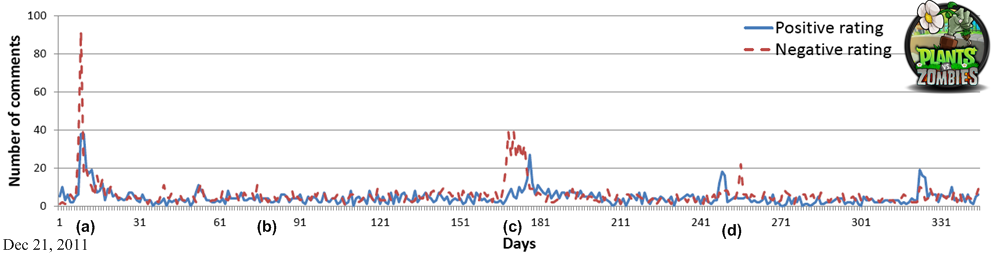 100
80
60
40
20
0
Number of comments
Positive rating
Negative rating
PLANTS
VS.
ZOMBIES
1 31 61 91 121 151 181 211 241 271 301 331
(a) (b) (c) (d)
Days
Dec 21, 2011